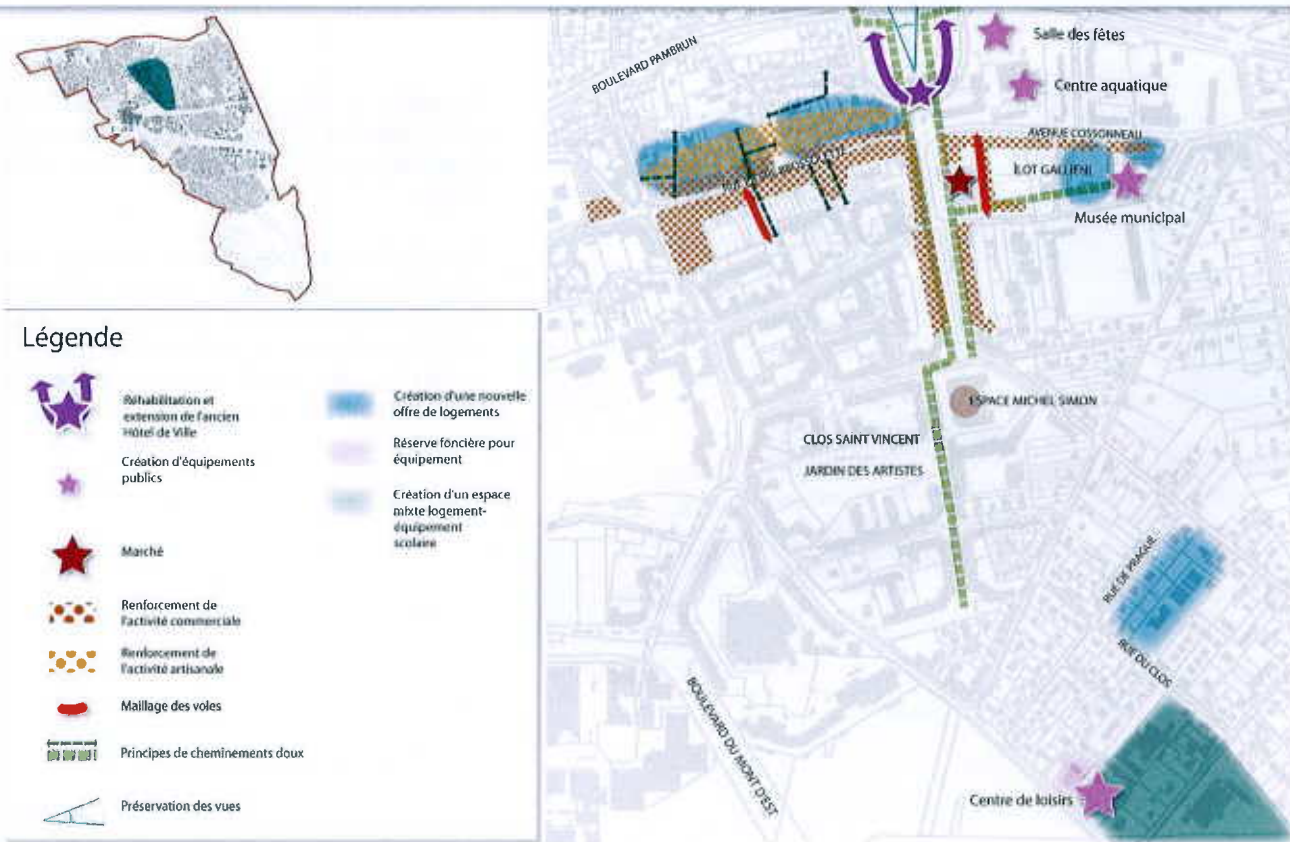 Légende
Réhabilitation et
extension de l'ancien
Hôtel de Ville
Création d'équipements
publics
Marché
Renforcement de
l'activité commerciale
Renforcement de
l'activité artisanale
Maillage des voies
Principes de cheminements doux
Préservation des vues
Création d'une nouvelle
offre de logements
Réserve foncière pour
équipement
Création d'un espace
mixte logement-
équipement
scolaire
BOULEVARD PAMBRUN
Salle des fêtes
Centre aquatique
AVENUE COSSONNEAU
ÎLOT GALLIENI
Musée municipal
ESPACE MICHEL SIMON
CLOS SAINT VINCENT
JARDIN DES ARTISTES
RUE DE PRAGUE
RUE DU CLOS
BOULEVARD DU MONT D'EST
Centre de loisirs